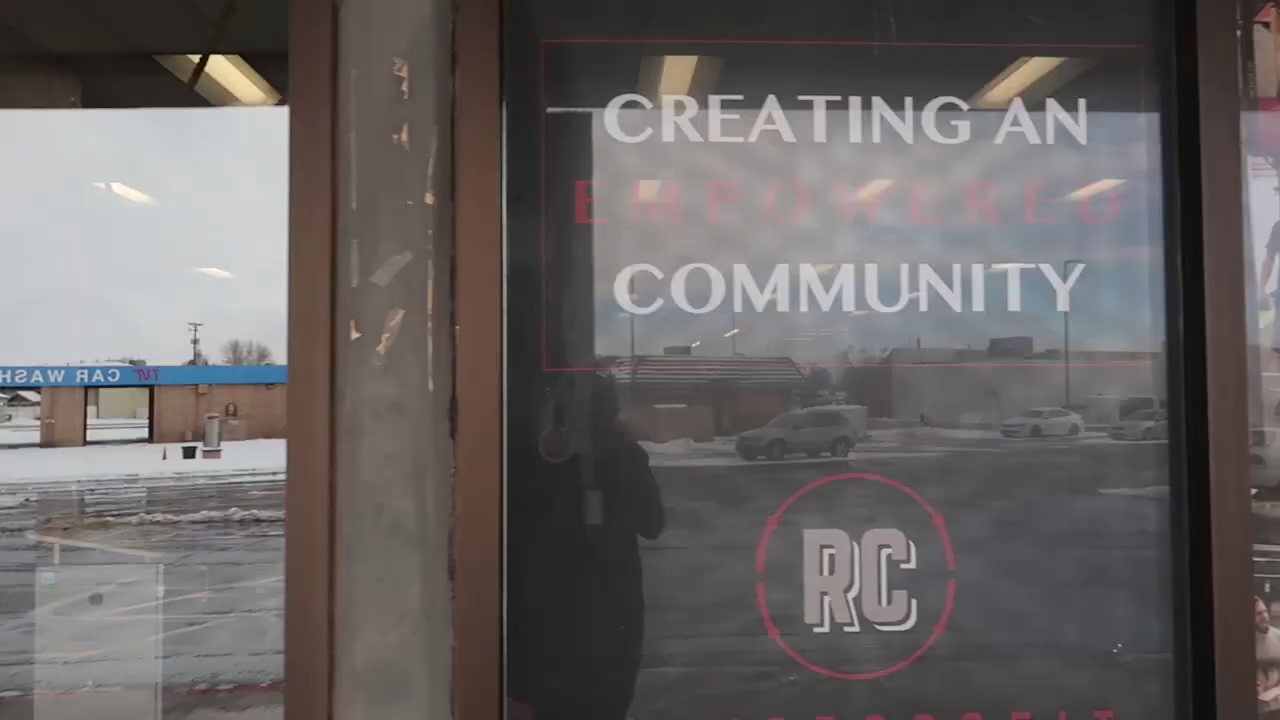 CREATING AN
EMPOWERED
COMMUNITY
CAR WASH
RC